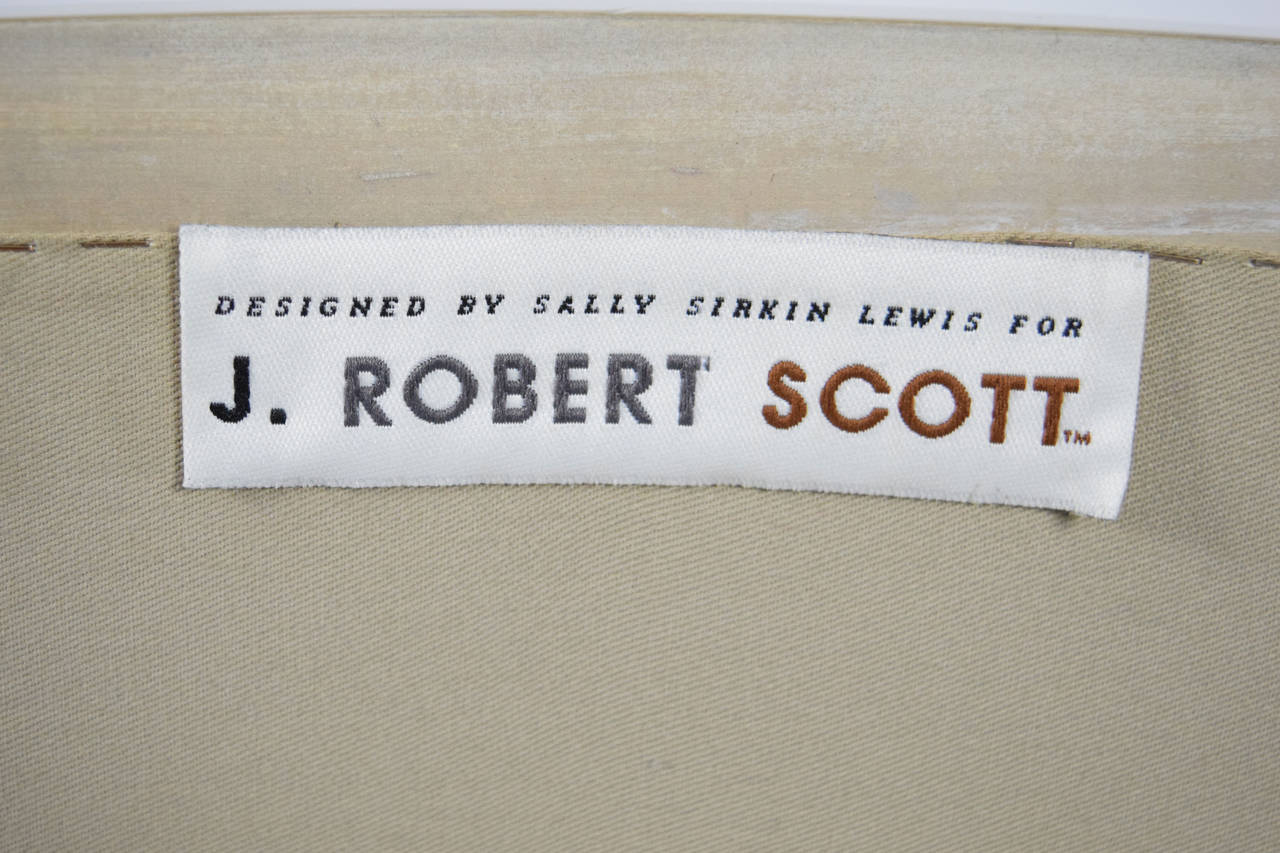 DESIGNED BY SALLY SIRKIN LEWIS FOR
J. ROBERT SCOTT™